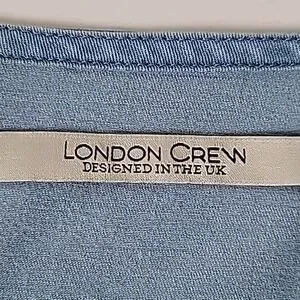 LONDON CREW
DESIGNED IN THE UK